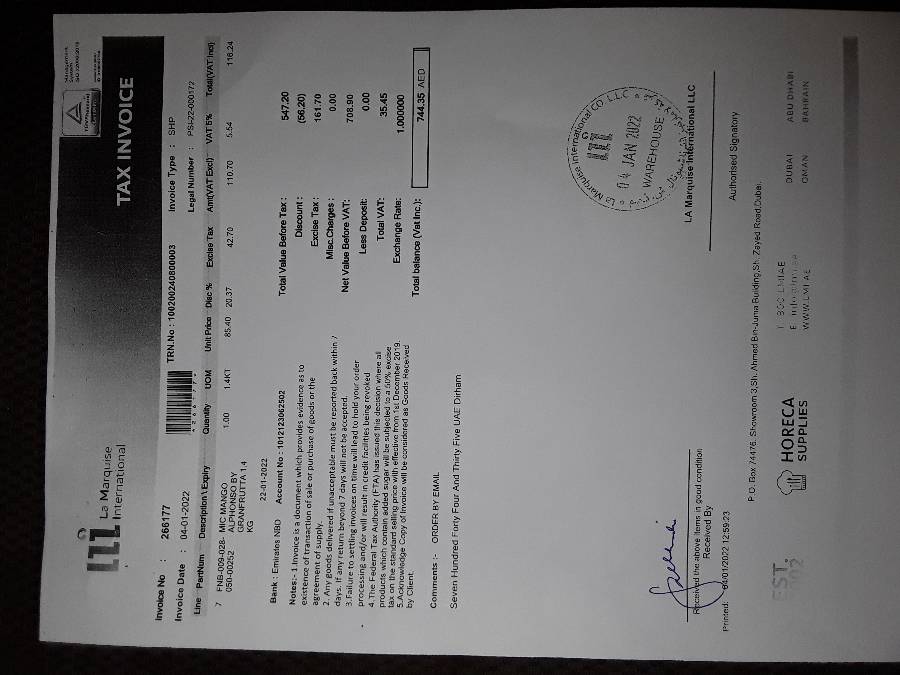 La Marquise
International
TAX INVOICE
Invoice No : 266177
TRN.No : 100200240800003
Invoice Type : SHP
Invoice Date : 04-01-2022
Legal Number : PSI-22-000172
Line PartNum Description \ Expiry Quantity UOM Unit Price Disc % Excise Tax Amt(VAT Excl) VAT 5% Total(VAT Incl)
7 FNB-009-028- MIC MANGO 1.00 1.4KT 85.40 20.37 42.70 110.70 5.54 116.24
050-00252 ALPHONSO BY
GRANFRUTTA 1.4
KG
22-01-2022
Bank : Emirates NBD Account No : 1012123062502
Notes:- 1.Invoice is a document which provides evidence as to
existence of transaction of sale or purchase of goods or the
agreement of supply.
2. Any goods delivered if unacceptable must be reported back within 7
days. If any return beyond 7 days will not be accepted.
3.Failure to settling invoices on time will lead to hold your order
processing and/or will result in credit facilities being revoked
4.The Federal Tax Authority (FTA) has issued this decision where all
products which contain added sugar will be subjected to a 50% excise
tax on the standard selling price with effective from 1st December 2019.
5.Acknowledge Copy of Invoice will be considered as Goods Received
by Client.
Total Value Before Tax : 547.20
Discount : (56.20)
Excise Tax : 161.70
Misc.Charges : 0.00
Net Value Before VAT: 708.90
Less Deposit: 0.00
Total VAT: 35.45
Exchange Rate: 1.000000
Total balance (Vat Inc.): 744.35 AED
Comments :- ORDER BY EMAIL
Seven Hundred Forty Four And Thirty Five UAE Dirham
La Marquise International CO LLC
04 JAN 2022
WAREHOUSE
LA Marquise International LLC
Received the above items in good condition
Received By
Authorised Signatory
Printed: 04/01/2022 12:59:23
P.O. Box 74476, Showroom 3,Sh. Ahmed Bin-Juma Building,Sh. Zayed Road,Dubai.
HORECA
SUPPLIES
T : 800 LMIAE
WWW.LMI.AE
DUBAI ABU DHABI
OMAN BAHRAIN